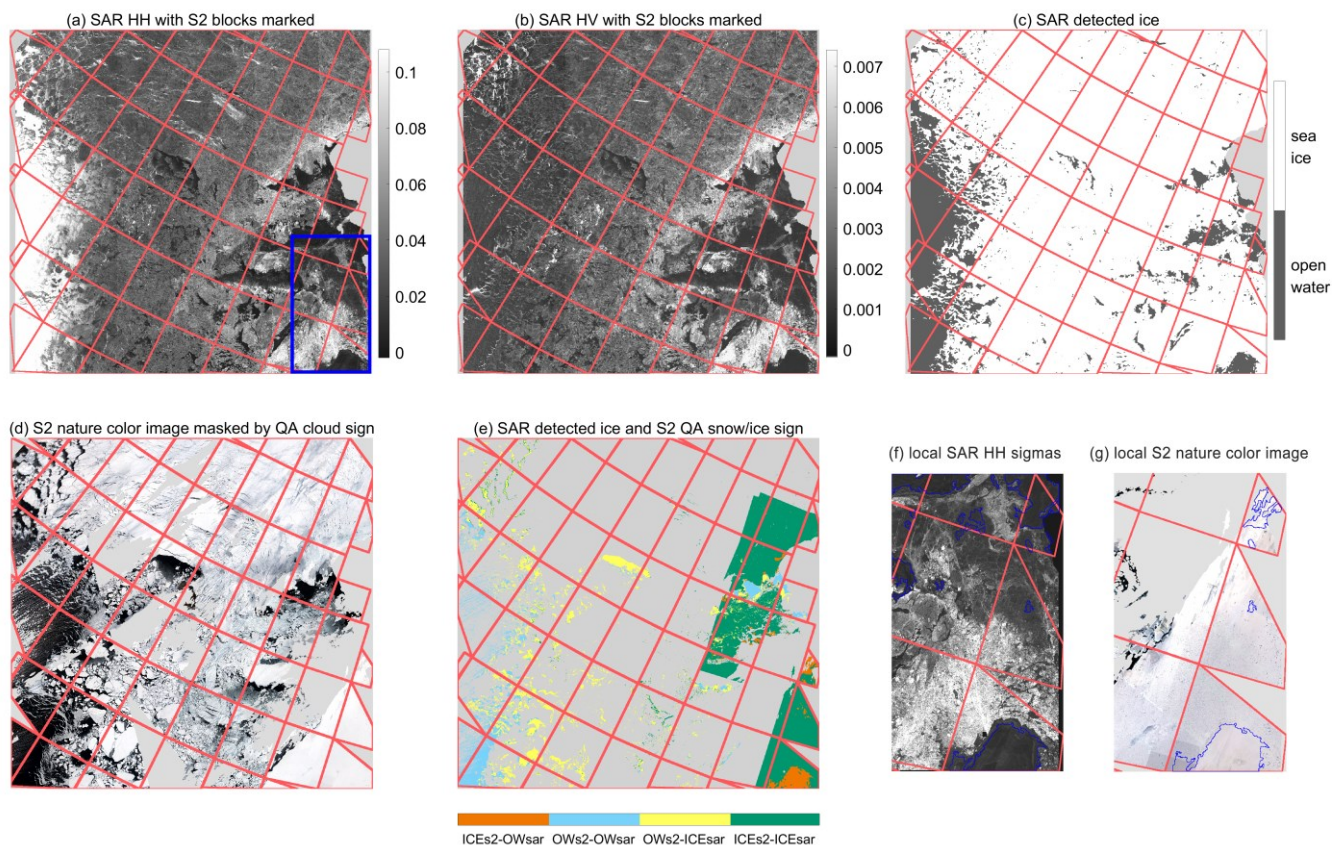 (a) SAR HH with S2 blocks marked
(b) SAR HV with S2 blocks marked
(c) SAR detected ice
0.1
0.08
0.06
0.04
0.02
0
0.007
0.006
0.005
0.004
0.003
0.002
0.001
0
sea
ice
open
water
(d) S2 nature color image masked by QA cloud sign
(e) SAR detected ice and S2 QA snow/ice sign
(f) local SAR HH sigmas
(g) local S2 nature color image
ICEs2-OWsar OWs2-OWsar OWs2-ICEsar ICEs2-ICEsar